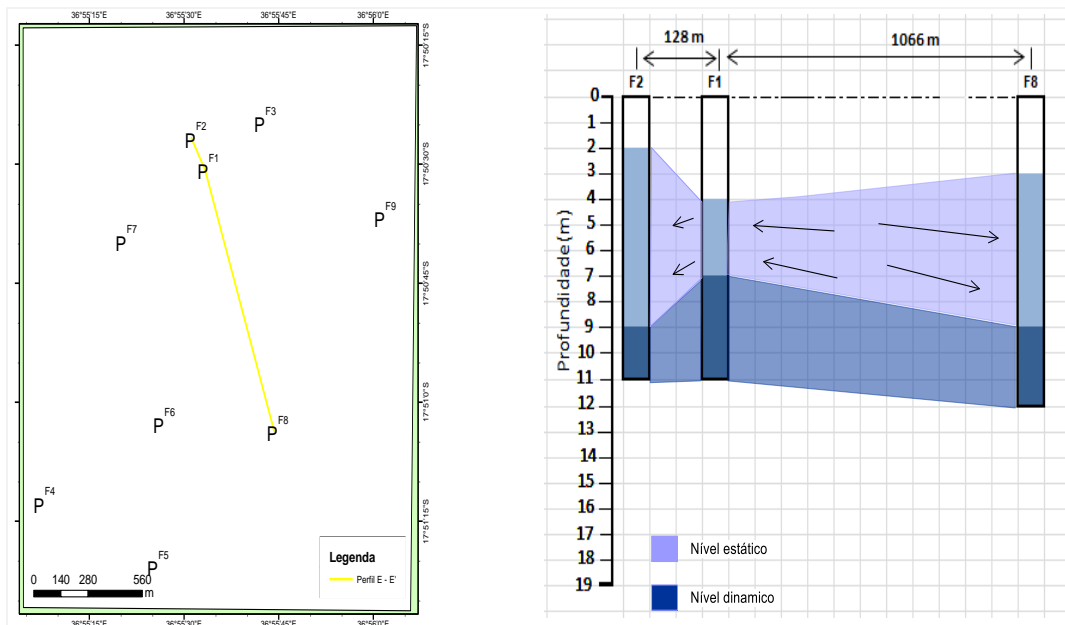 36°55'15"E 36°55'30"E 36°55'45"E 36°56'0"E
17°50'15"S
17°50'30"S
17°50'45"S
17°51'0"S
17°51'15"S
P F3
P F2
P F1
P F9
P F7
P F6
P F8
P F4
P F5
Legenda
Perfil E - E'
0 140 280 560
m
36°55'15"E 36°55'30"E 36°55'45"E 36°56'0"E
128 m 1066 m
F2 F1 F8
Profundidade(m)
0
1
2
3
4
5
6
7
8
9
10
11
12
13
14
15
16
17
18
19
Nível estático
Nível dinamico